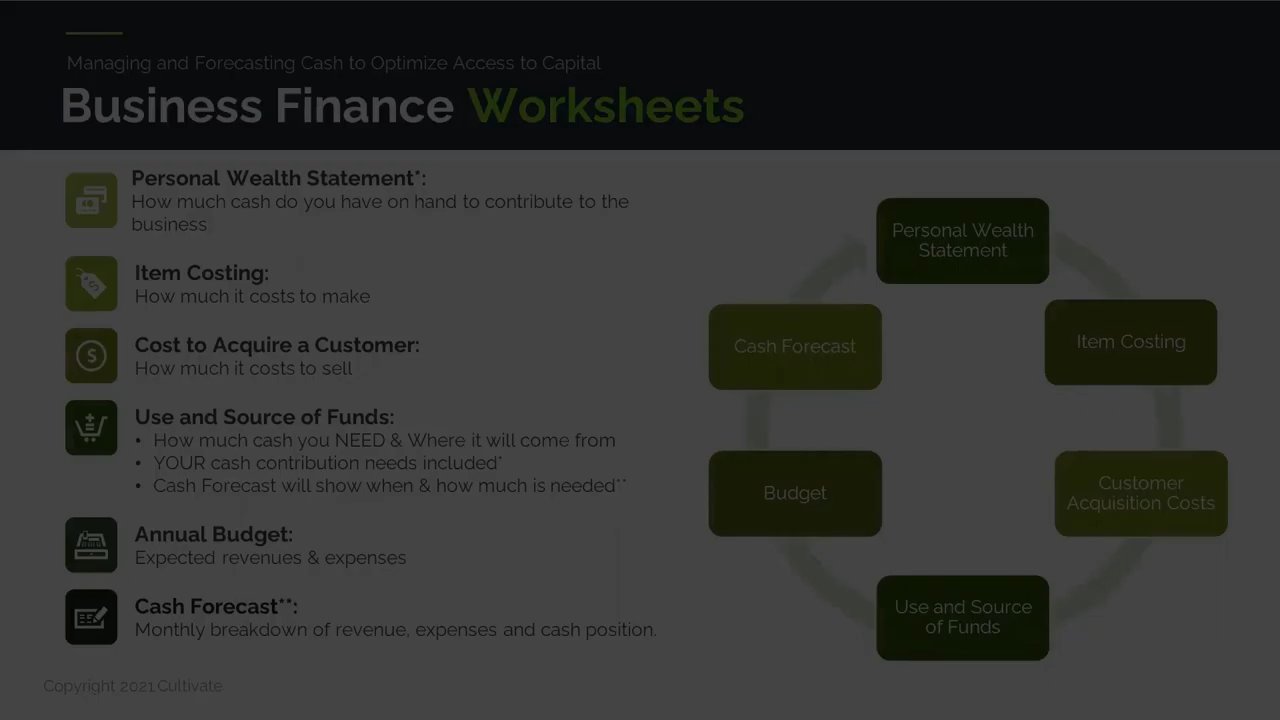 Managing and Forecasting Cash to Optimize Access to Capital
Business Finance Worksheets
Personal Wealth Statement*:
How much cash do you have on hand to contribute to the
business
Item Costing:
How much it costs to make
Cost to Acquire a Customer:
How much it costs to sell
Use and Source of Funds:
• How much cash you NEED & Where it will come from
• YOUR cash contribution needs included*
• Cash Forecast will show when & how much is needed**
Annual Budget:
Expected revenues & expenses
Cash Forecast**:
Monthly breakdown of revenue, expenses and cash position.
Personal Wealth
Statement
Item Costing
Customer
Acquisition Costs
Use and Source
of Funds
Budget
Cash Forecast
Copyright 2021 Cultivate